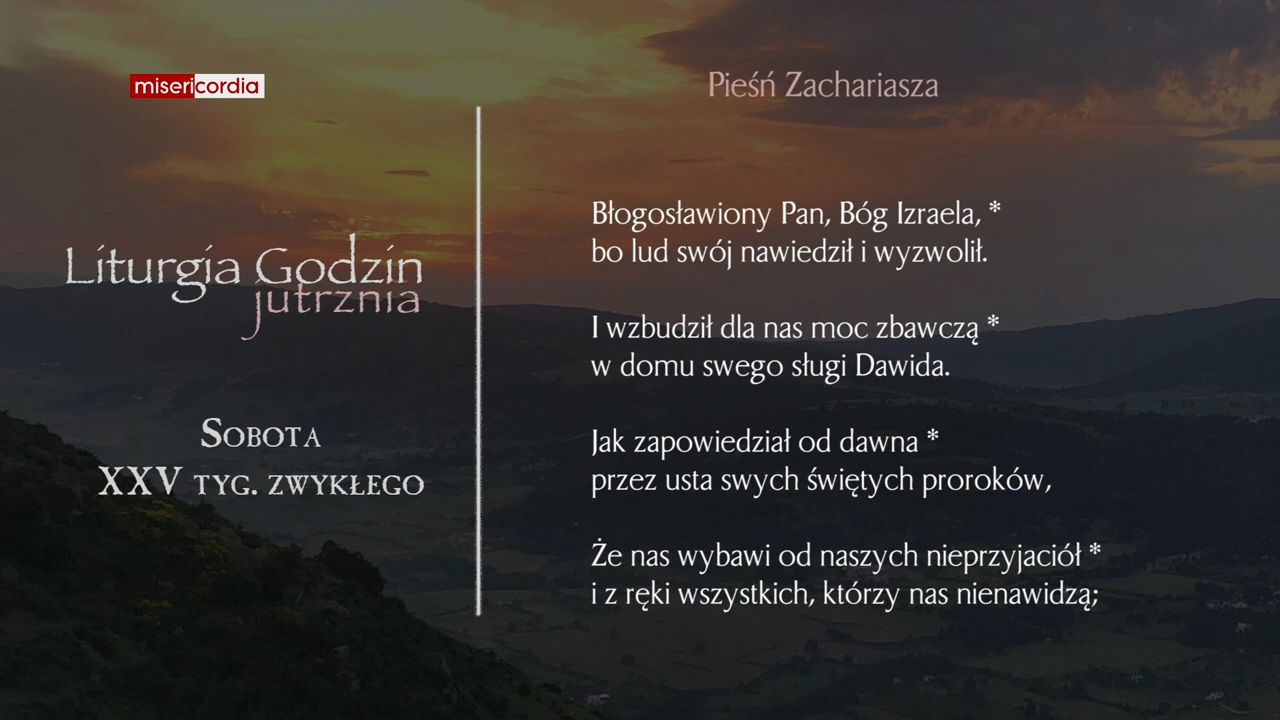 misericordia
Liturgia Godzin
jutrznia
Sobota
XXV tyg. zwykłego
Pieśń Zachariasza
Błogosławiony Pan, Bóg Izraela, *
bo lud swój nawiedził i wyzwolił.
I wzbudził dla nas moc zbawczą *
w domu swego sługi Dawida.
Jak zapowiedział od dawna *
przez usta swych świętych proroków,
Że nas wybawi od naszych nieprzyjaciół *
i z ręki wszystkich, którzy nas nienawidzą;